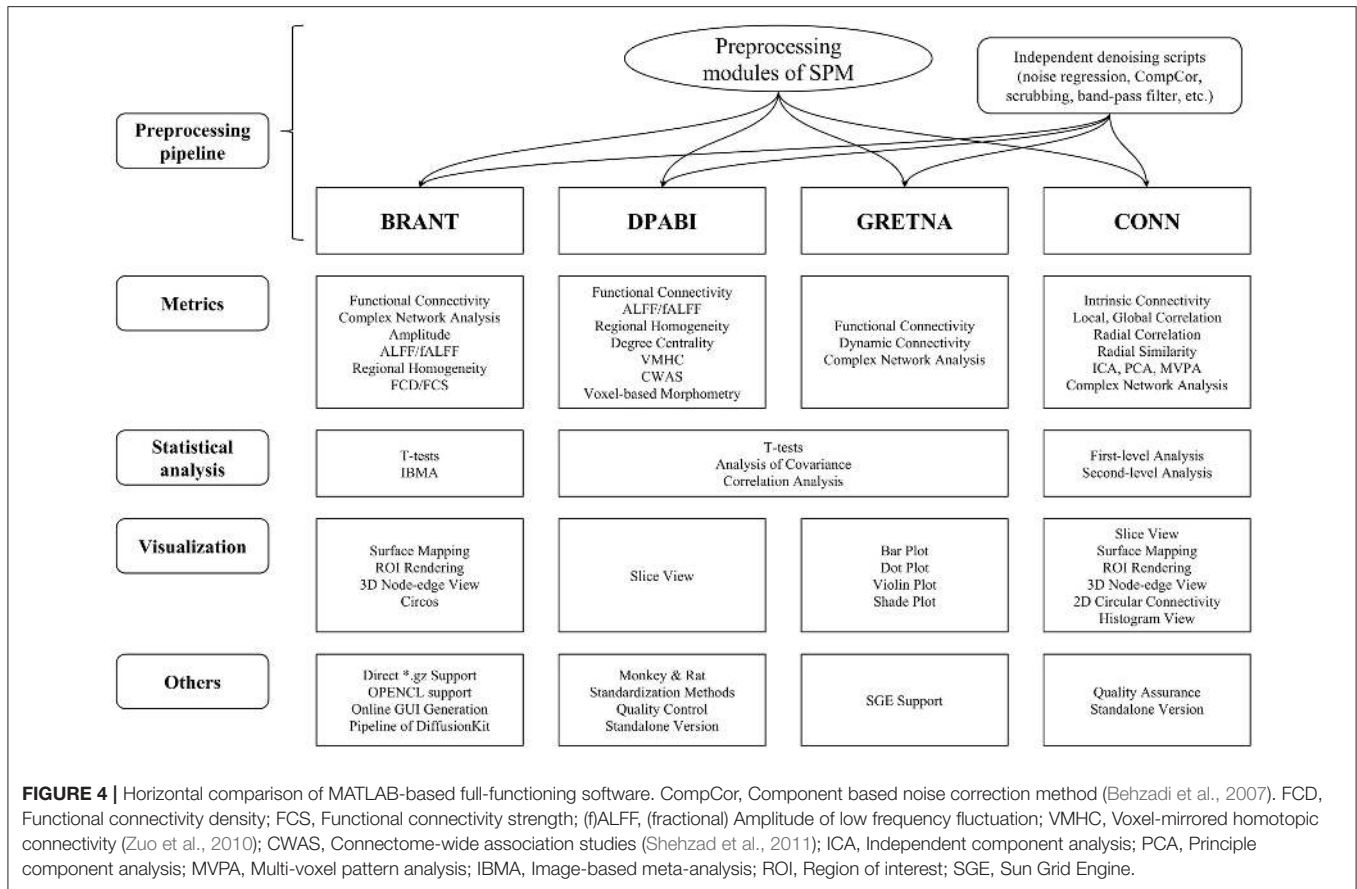 Preprocessing
modules of SPM
Independent denoising scripts
(noise regression, CompCor,
scrubbing, band-pass filter, etc.)
Preprocessing
pipeline
BRANT
DPABI
GRETNA
CONN
Metrics
Functional Connectivity
Complex Network Analysis
Amplitude
ALFF/fALFF
Regional Homogeneity
FCD/FCS
Functional Connectivity
ALFF/fALFF
Regional Homogeneity
Degree Centrality
VMHC
CWAS
Voxel-based Morphometry
Functional Connectivity
Dynamic Connectivity
Complex Network Analysis
Intrinsic Connectivity
Local, Global Correlation
Radial Correlation
Radial Similarity
ICA, PCA, MVPA
Complex Network Analysis
Statistical
analysis
T-tests
IBMA
T-tests
Analysis of Covariance
Correlation Analysis
First-level Analysis
Second-level Analysis
Visualization
Surface Mapping
ROI Rendering
3D Node-edge View
Circos
Slice View
Bar Plot
Dot Plot
Violin Plot
Shade Plot
Slice View
Surface Mapping
ROI Rendering
3D Node-edge View
2D Circular Connectivity
Histogram View
Others
Direct *.gz Support
OPENCL support
Online GUI Generation
Pipeline of DiffusionKit
Monkey & Rat
Standardization Methods
Quality Control
Standalone Version
SGE Support
Quality Assurance
Standalone Version
FIGURE 4 | Horizontal comparison of MATLAB-based full-functioning software. CompCor, Component based noise correction method (Behzadi et al., 2007). FCD,
Functional connectivity density; FCS, Functional connectivity strength; (f)ALFF, (fractional) Amplitude of low frequency fluctuation; VMHC, Voxel-mirrored homotopic
connectivity (Zuo et al., 2010); CWAS, Connectome-wide association studies (Shehzad et al., 2011); ICA, Independent component analysis; PCA, Principle
component analysis; MVPA, Multi-voxel pattern analysis; IBMA, Image-based meta-analysis; ROI, Region of interest; SGE, Sun Grid Engine.